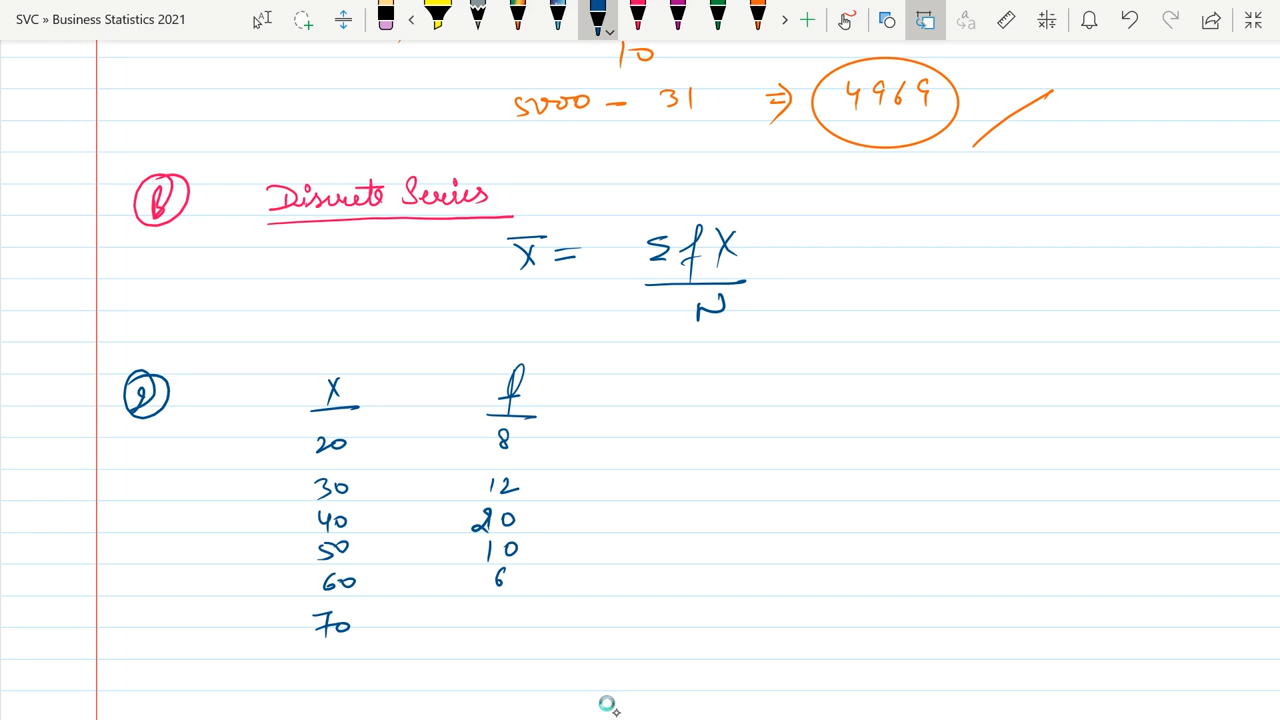 SVC » Business Statistics 2021
10
5000 - 31 ⇒ 4969
B Discrete Series
X̄ = Σ f X
N
2 X f
20 8
30 12
40 20
50 10
60 6
70